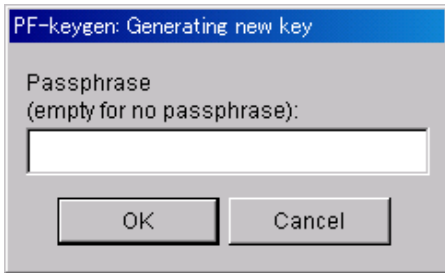 PF-keygen: Generating new key
Passphrase
(empty for no passphrase):
OK
Cancel